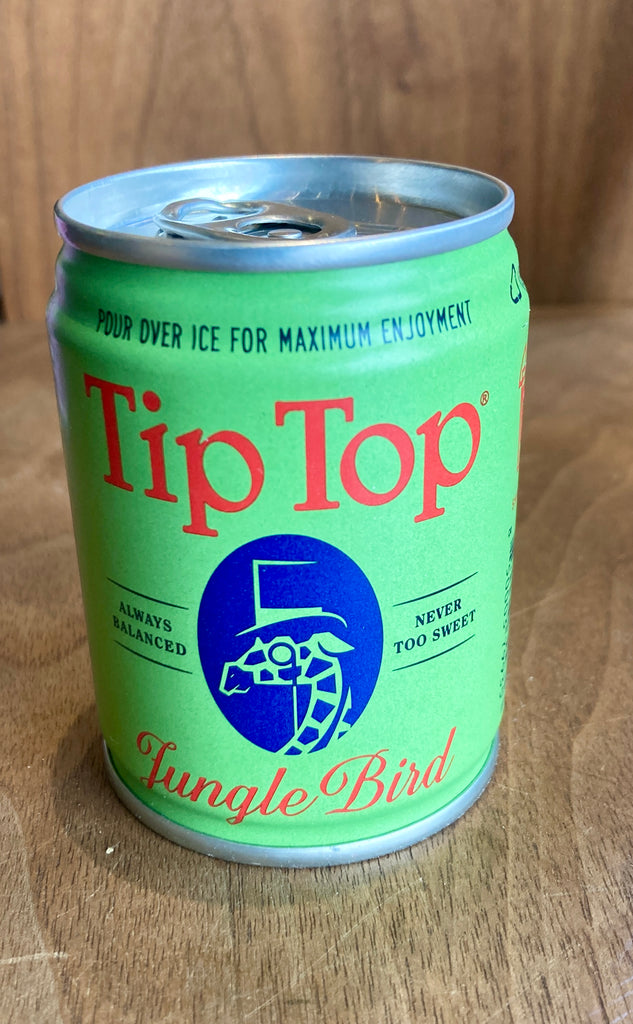 POUR OVER ICE FOR MAXIMUM ENJOYMENT
Tip Top®
ALWAYS
BALANCED
NEVER
TOO SWEET
Jungle Bird